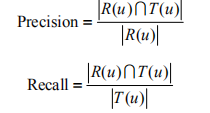 Precision = |R(u)∩T(u)| / |R(u)|
Recall = |R(u)∩T(u)| / |T(u)|